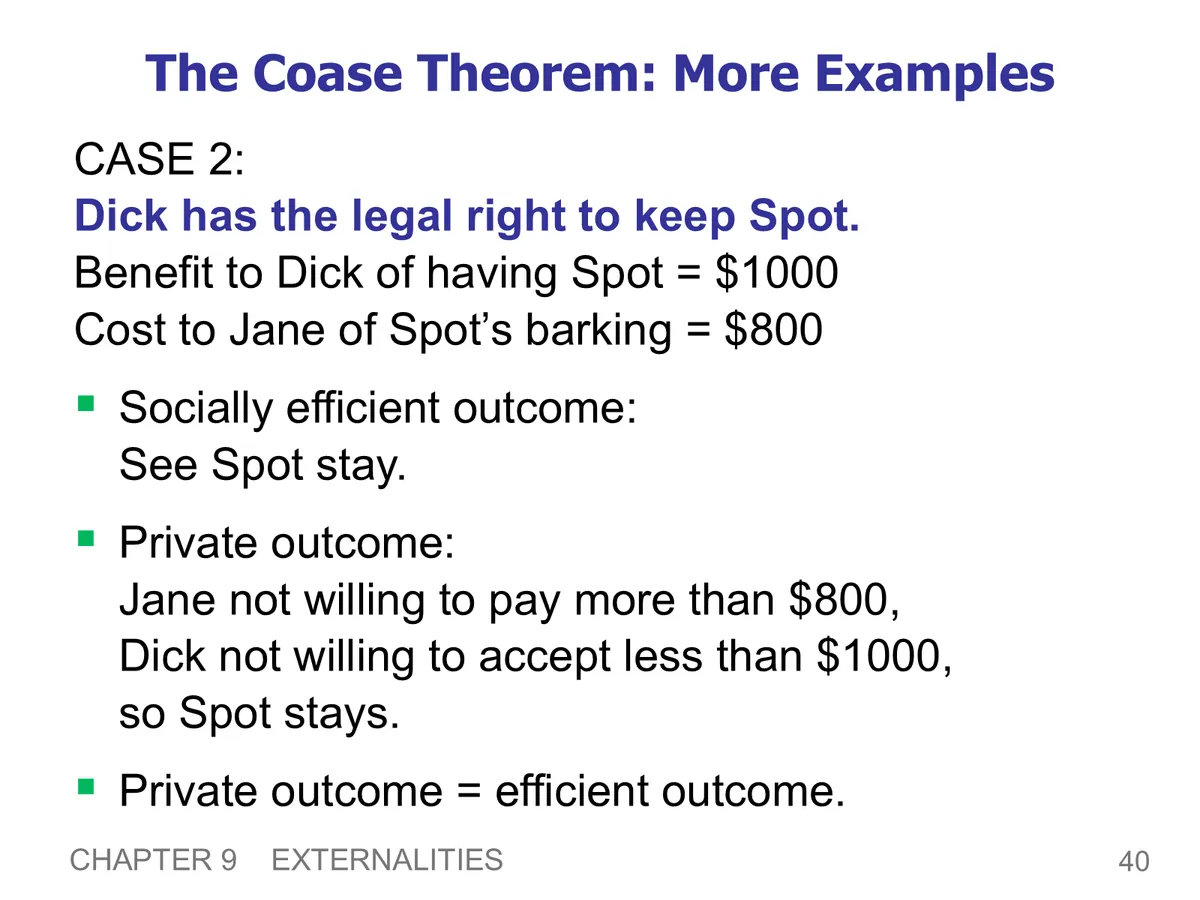 The Coase Theorem: More Examples
CASE 2:
Dick has the legal right to keep Spot.
Benefit to Dick of having Spot = $1000
Cost to Jane of Spot’s barking = $800
Socially efficient outcome:
See Spot stay.
Private outcome:
Jane not willing to pay more than $800,
Dick not willing to accept less than $1000,
so Spot stays.
Private outcome = efficient outcome.
CHAPTER 9 EXTERNALITIES 40